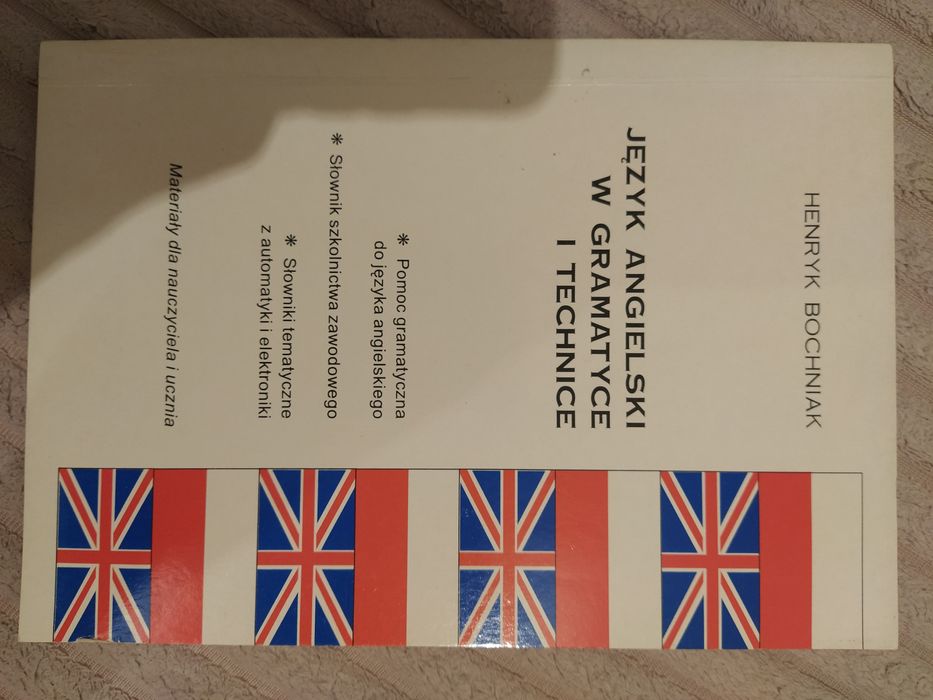 HENRYK BOCHNIAK
JĘZYK ANGIELSKI
W GRAMATYCE
I TECHNICE
* Pomoc gramatyczna
do języka angielskiego
* Słownik szkolnictwa zawodowego
* Słowniki tematyczne
z automatyki i elektroniki
Materiały dla nauczyciela i ucznia